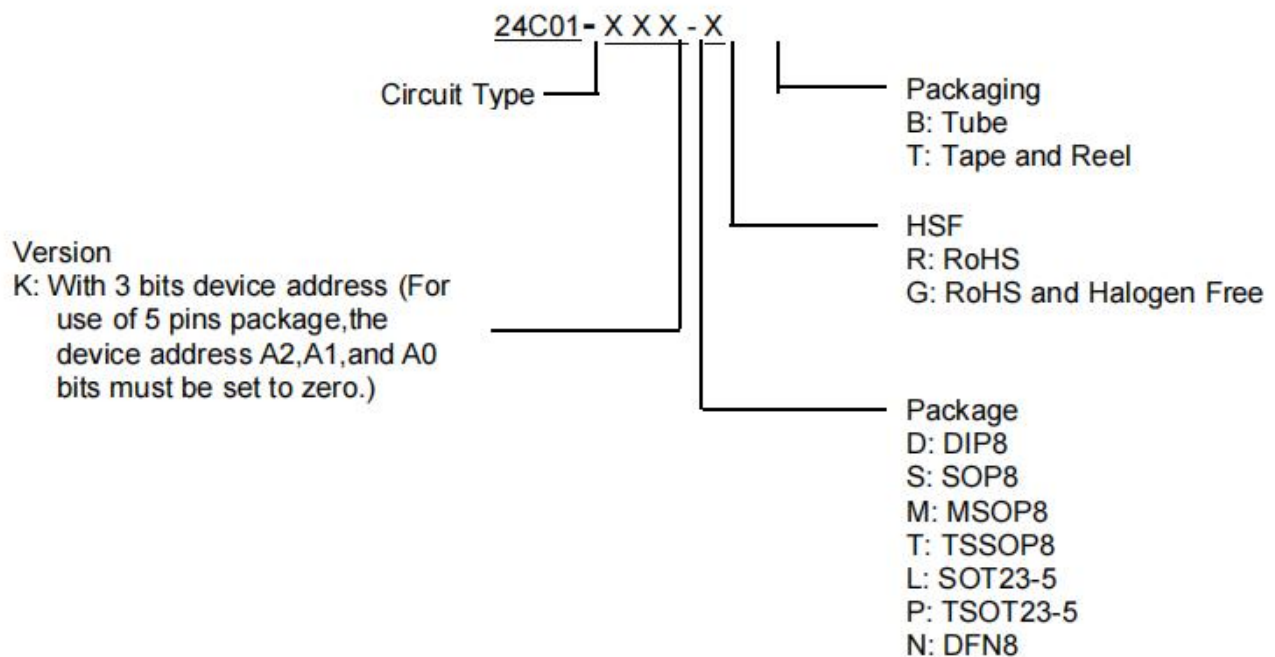 24C01-XXX-X
Circuit Type
Packaging
B: Tube
T: Tape and Reel
HSF
R: RoHS
G: RoHS and Halogen Free
Version
K: With 3 bits device address (For
use of 5 pins package,the
device address A2,A1,and A0
bits must be set to zero.)
Package
D: DIP8
S: SOP8
M: MSOP8
T: TSSOP8
L: SOT23-5
P: TSOT23-5
N: DFN8